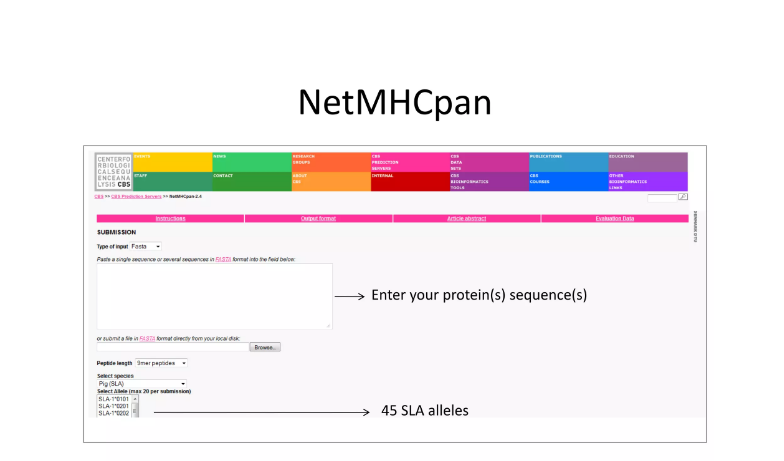 NetMHCpan
CENTERFO
RBIOLOGI
CALSEQU
ENCEANA
LYSIS CBS
EVENTS
NEWS
RESEARCH
GROUPS
CBS
PREDICTION
SERVERS
CBS
DATA
SETS
PUBLICATIONS
EDUCATION
STAFF
CONTACT
ABOUT
CBS
INTERNAL
CBS
BIOINFORMATICS
TOOLS
CBS
COURSES
OTHER
BIOINFORMATICS
LINKS
CBS >> CBS Prediction Servers >> NetMHCpan-2.4
Instructions
Output format
Article abstract
Evaluation Data
SUBMISSION
Type of input Fasta
Paste a single sequence or several sequences in FASTA format into the field below:
Enter your protein(s) sequence(s)
or submit a file in FASTA format directly from your local disk:
Browse...
Peptide length 9mer peptides
Select species
Pig (SLA)
Select Allele (max 20 per submission)
SLA-1*0101
SLA-1*0201
SLA-1*0202
45 SLA alleles